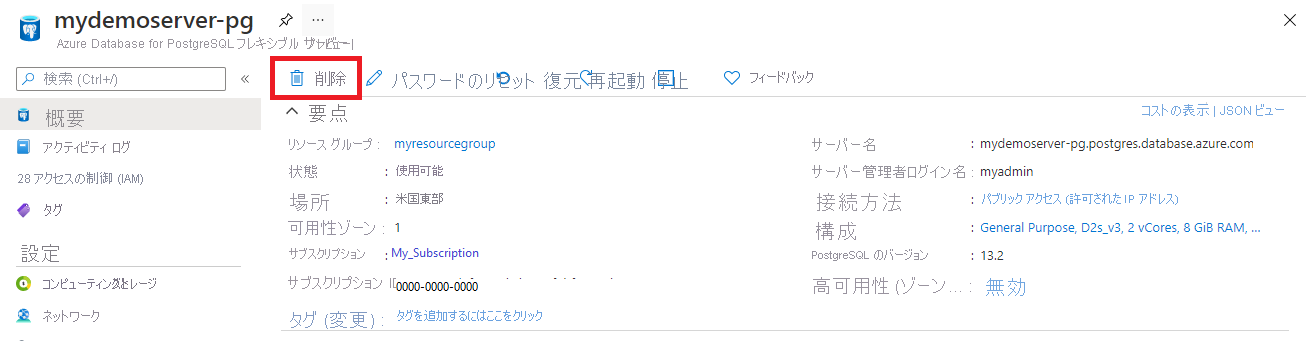 mydemoserver-pg ...
Azure Database for PostgreSQL フレキシブル サーバー
検索 (Ctrl+/) «
削除 パスワードのリセット 復元 再起動 停止 フィードバック
概要
アクティビティ ログ
28 アクセスの制御 (IAM)
タグ
設定
コンピューティングとレージ
ネットワーク
要点
コストの表示 | JSON ビュー
リソース グループ : myresourcegroup
状態 : 使用可能
場所 : 米国東部
可用性ゾーン : 1
サブスクリプション : My_Subscription
サブスクリプション 0000-0000-0000
タグ (変更) : タグを追加するにはここをクリック
サーバー名 : mydemoserver-pg.postgres.database.azure.com
サーバー管理者ログイン名 : myadmin
接続方法 : パブリック アクセス (許可された IP アドレス)
構成 : General Purpose, D2s_v3, 2 vCores, 8 GiB RAM, ...
PostgreSQL のバージョン : 13.2
高可用性 (ゾーン... : 無効